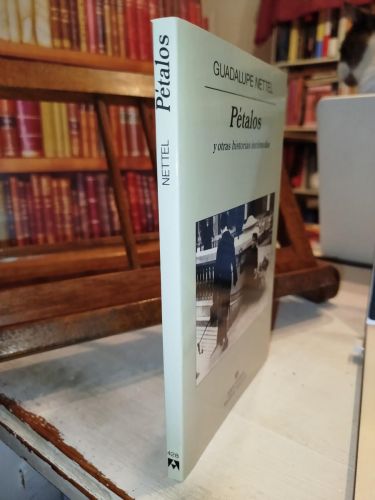 NETTEL
Pétalos
428
GUADALUPE NETTEL
Pétalos
y otras historias incómodas